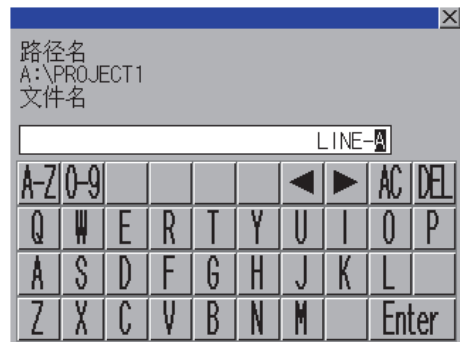 路径名
A:\PROJECT1
文件名
LINE-A
A-Z 0-9 ◀ ▶ AC DEL
Q W E R T Y U I O P
A S D F G H J K L
Z X C V B N M Enter